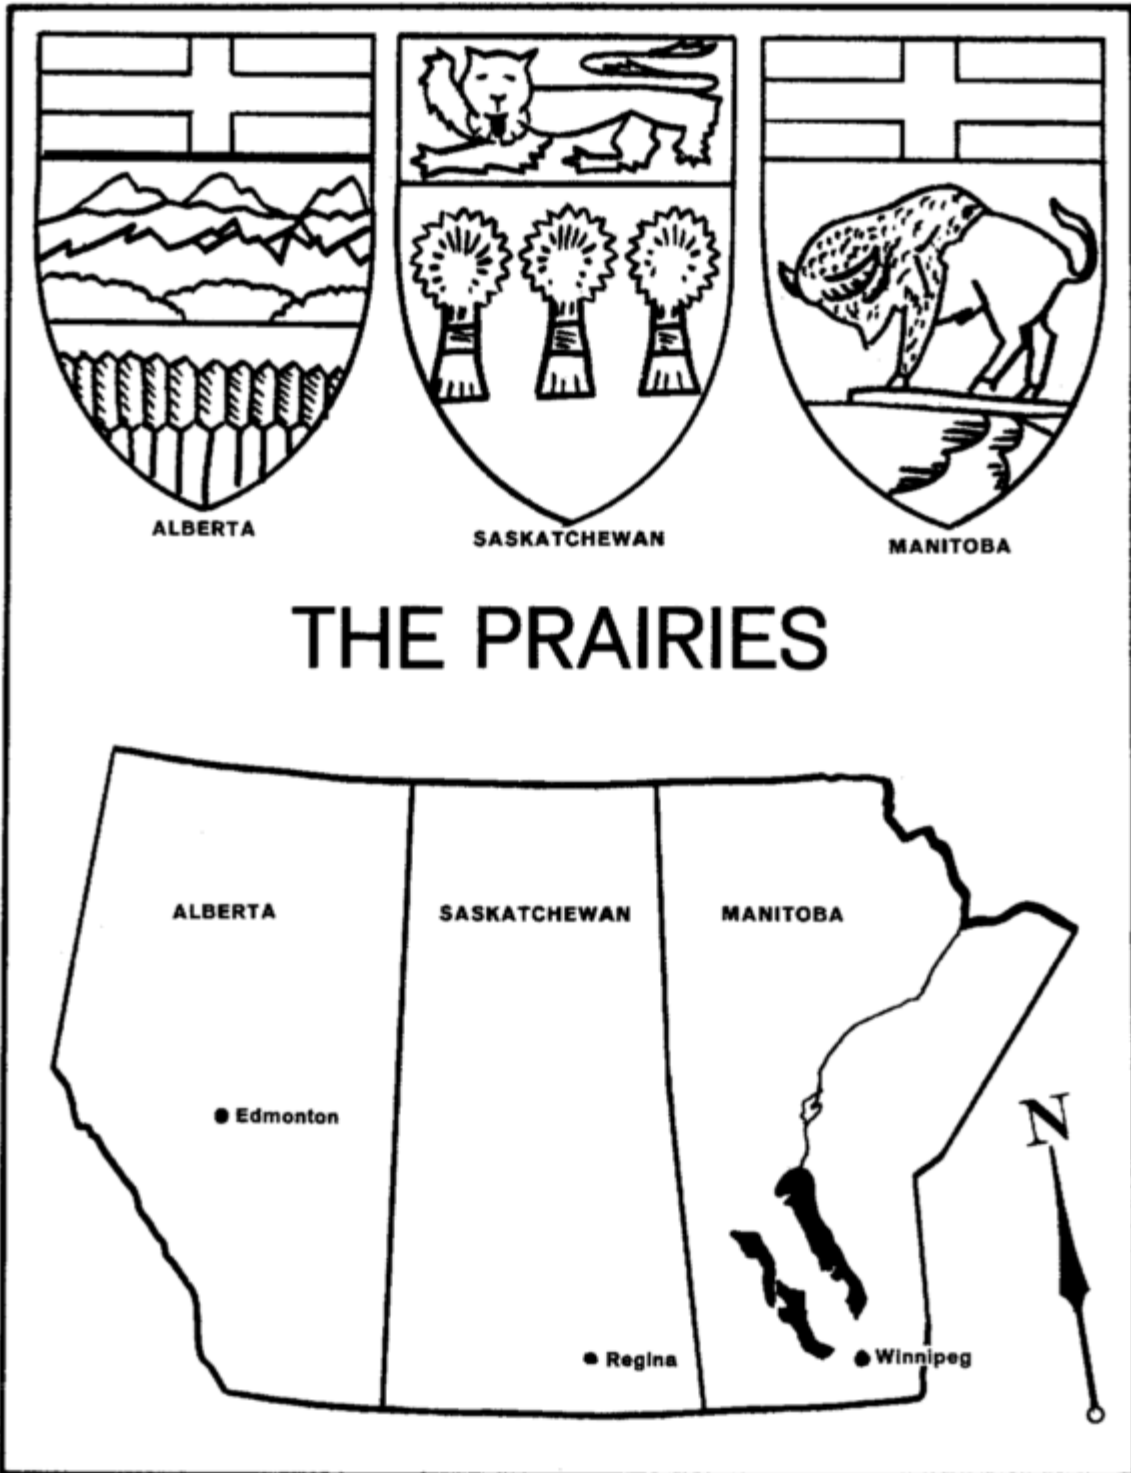 ALBERTA
SASKATCHEWAN
MANITOBA
THE PRAIRIES
ALBERTA
SASKATCHEWAN
MANITOBA
N
Edmonton
Regina
Winnipeg